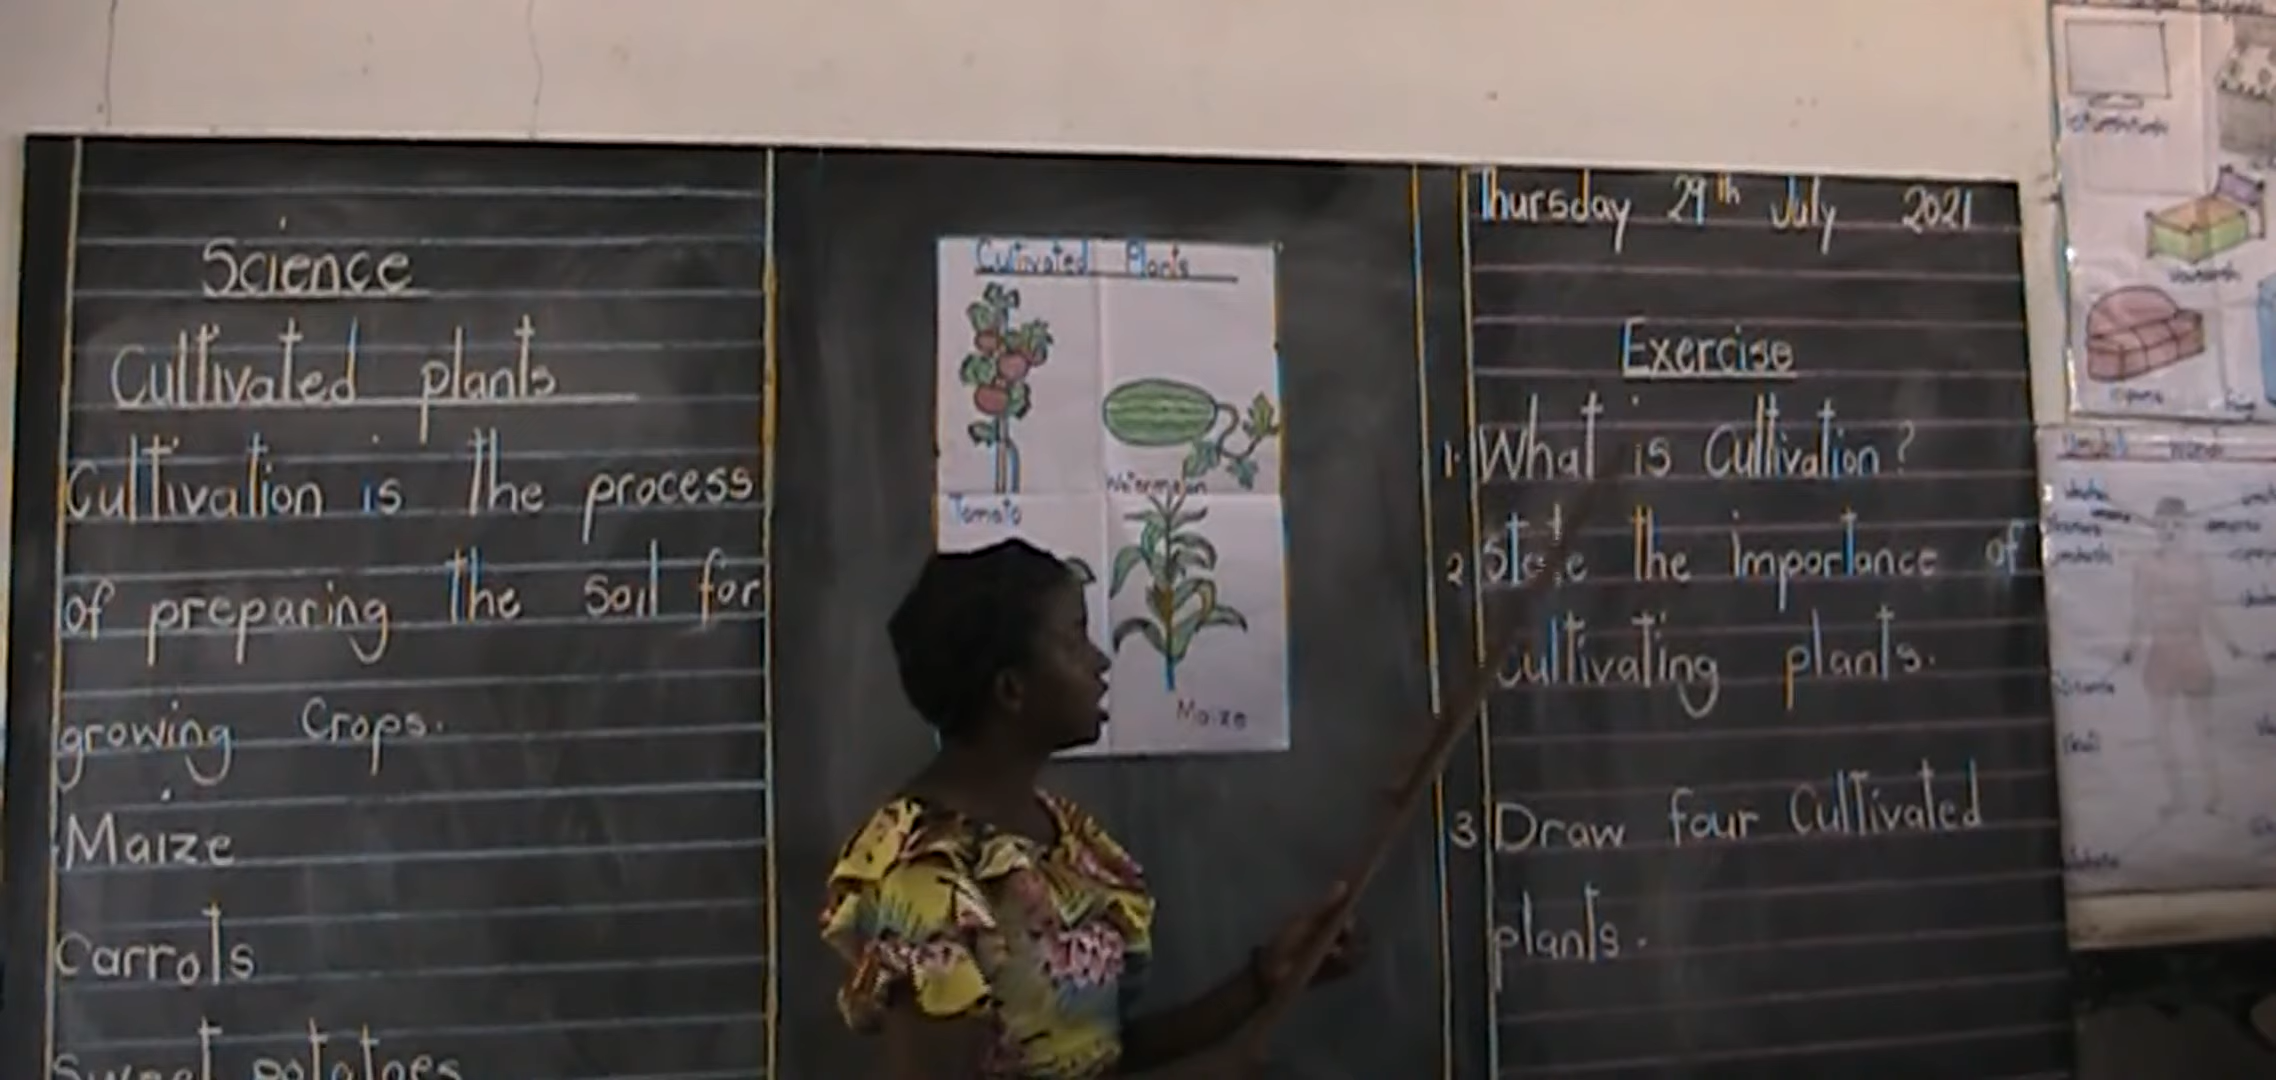 Science
Cultivated plants
Cultivation is the process
of preparing the soil for
growing Crops.
Maize
Carrots
Sweet potatoes
Cultivated Plants
Tomato
Watermelon
Maize
Thursday 29th July 2021
Exercise
1. What is Cultivation?
2 State the importance of
cultivating plants.
3 Draw four Cultivated
plants.